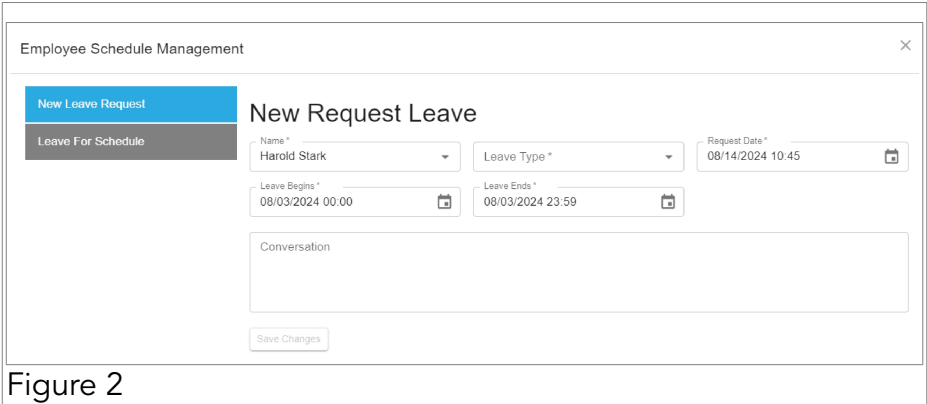 Employee Schedule Management
New Leave Request
Leave For Schedule
New Request Leave
Name *
Harold Stark
Leave Type *
Request Date *
08/14/2024 10:45
Leave Begins *
08/03/2024 00:00
Leave Ends *
08/03/2024 23:59
Conversation
Save Changes
Figure 2